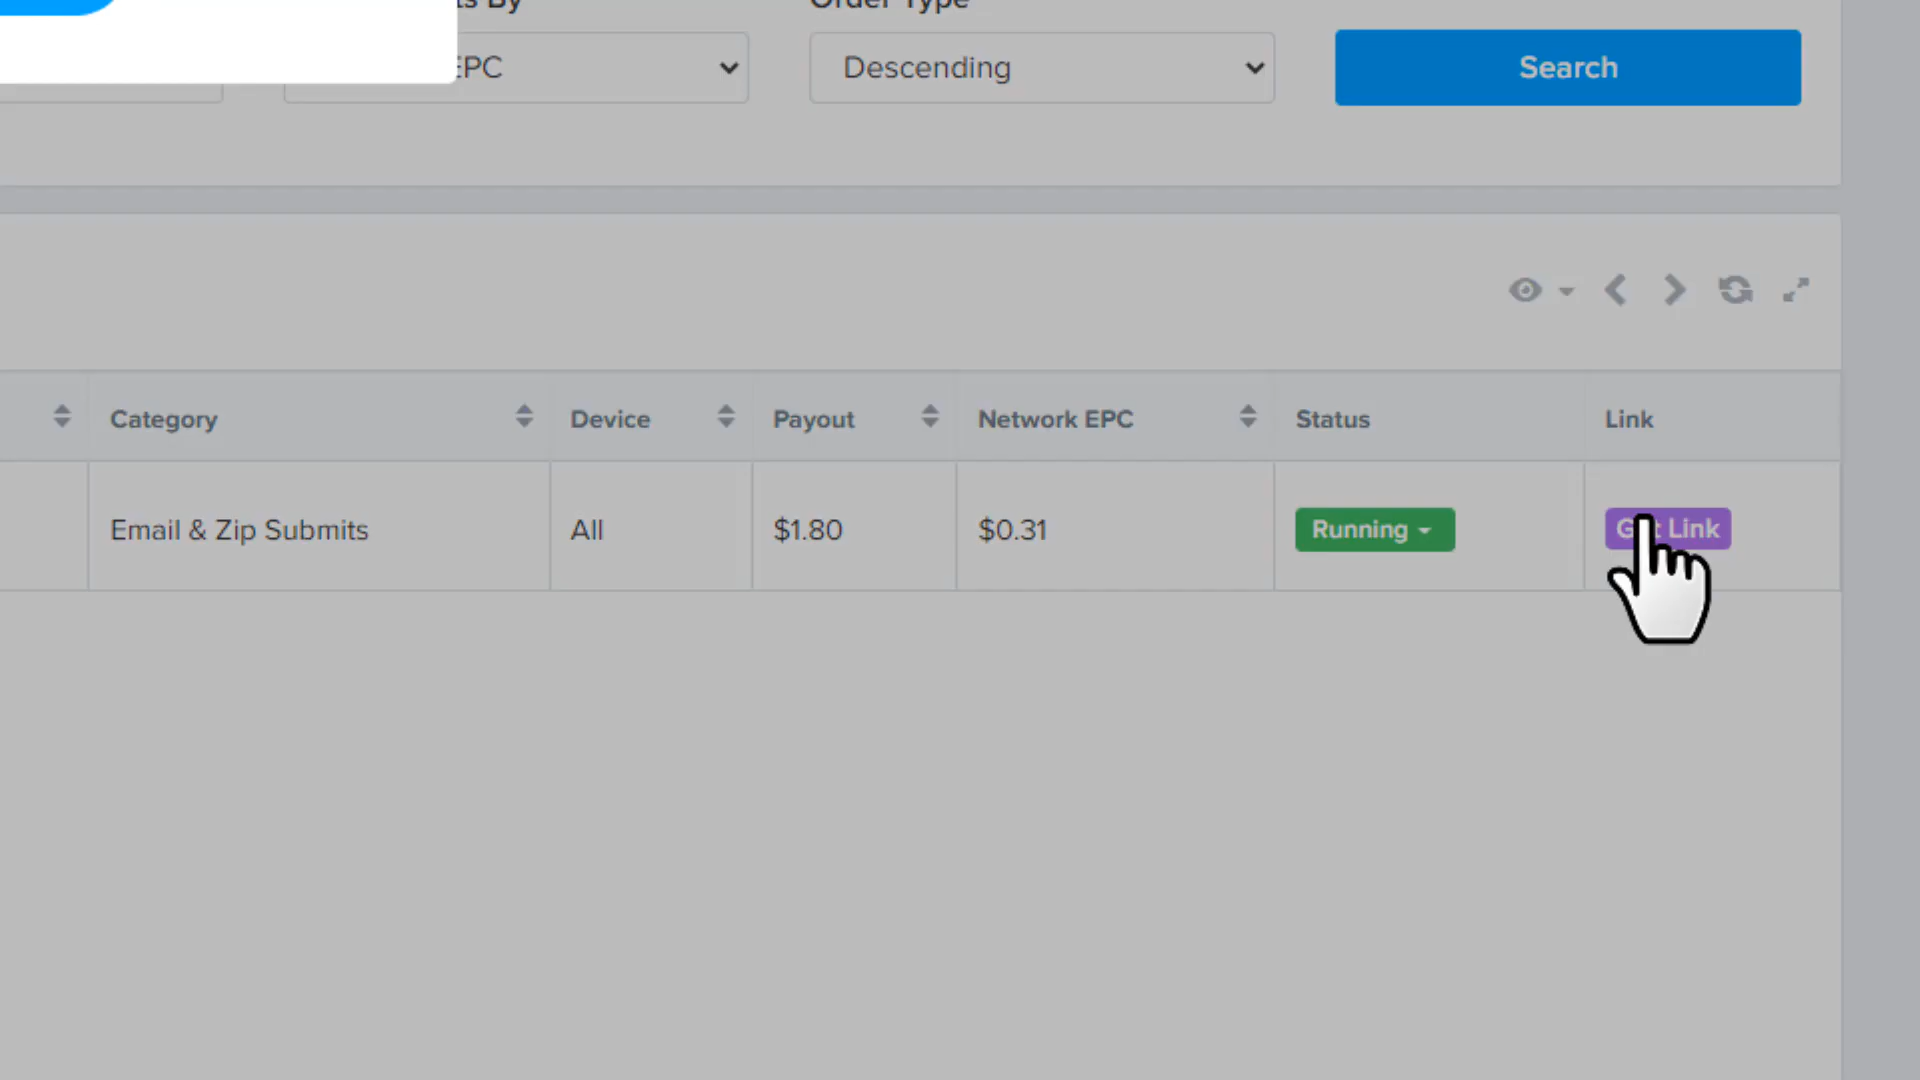 s By
Order Type
EPC
Descending
Search
Category
Device
Payout
Network EPC
Status
Link
Email & Zip Submits
All
$1.80
$0.31
Running
Get Link